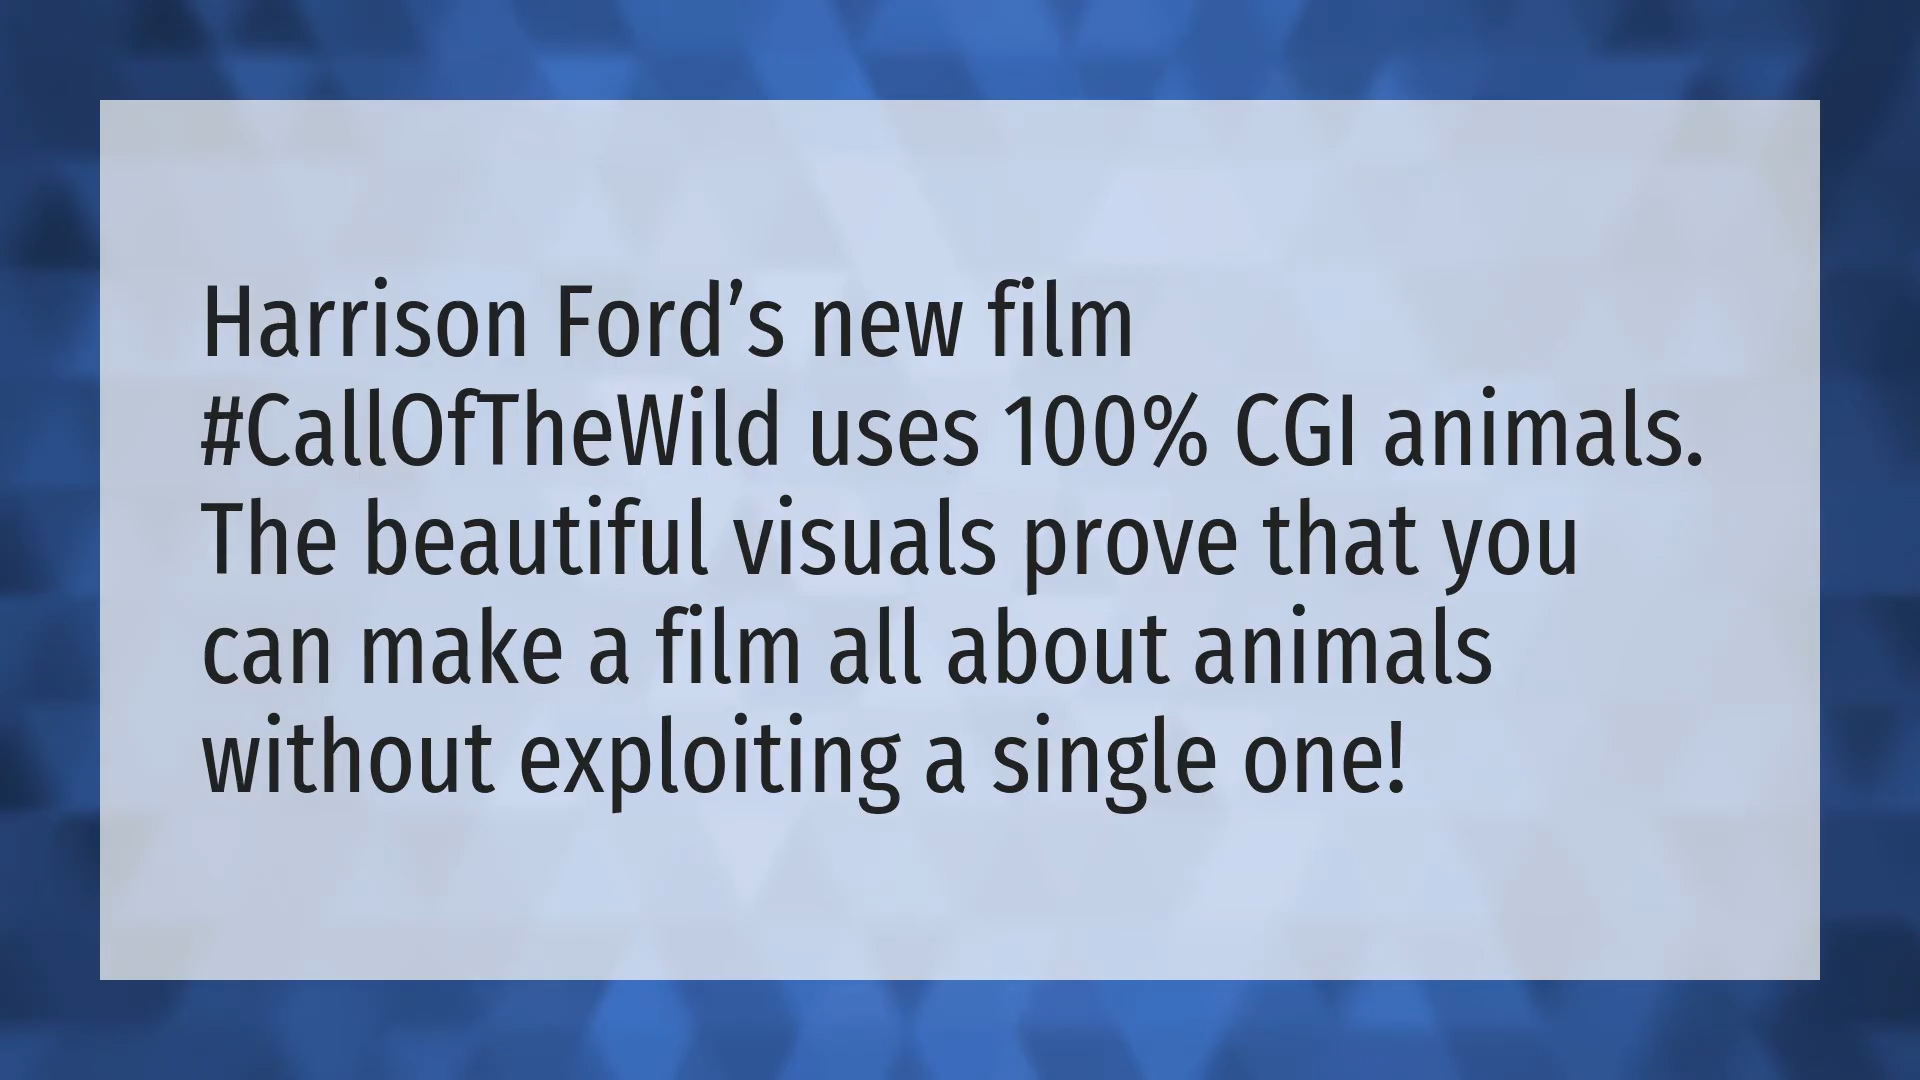 Harrison Ford’s new film
#CallOfTheWild uses 100% CGI animals.
The beautiful visuals prove that you
can make a film all about animals
without exploiting a single one!